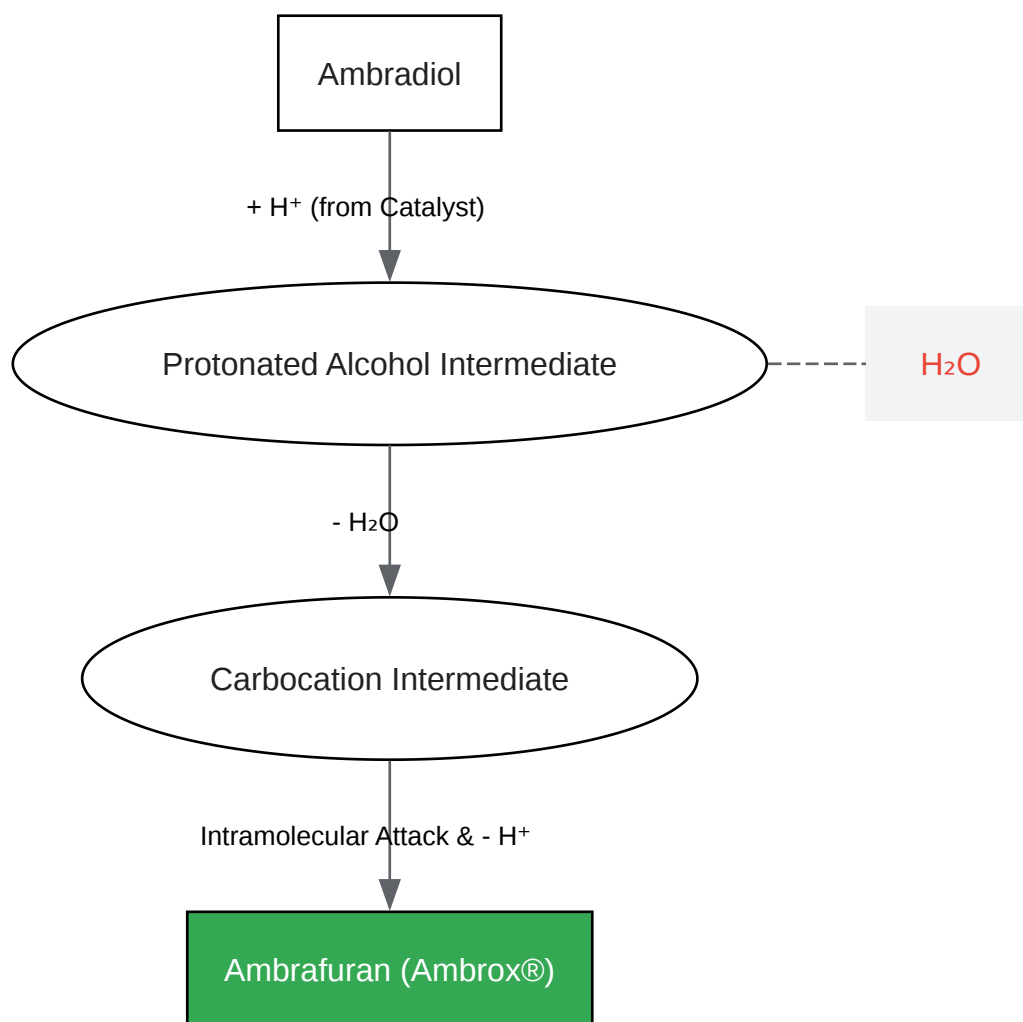 Ambradiol
+ H⁺ (from Catalyst)
Protonated Alcohol Intermediate
H₂O
- H₂O
Carbocation Intermediate
Intramolecular Attack & - H⁺
Ambrafuran (Ambrox®)